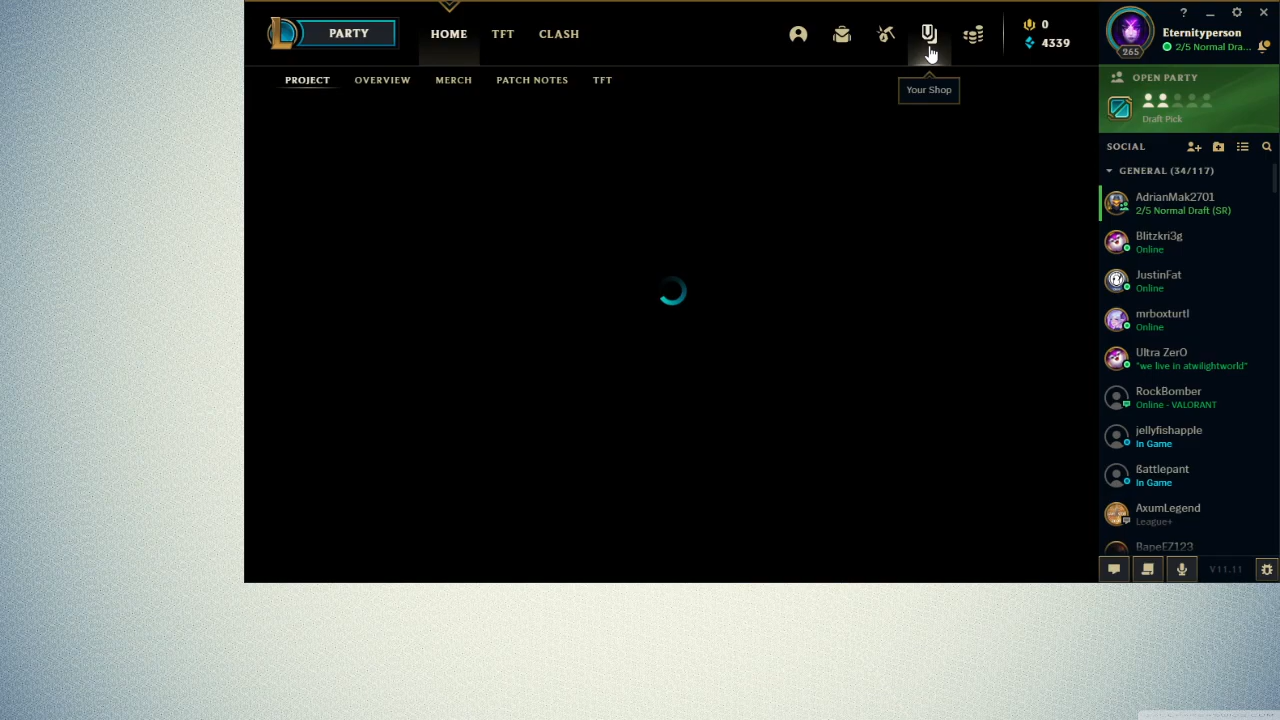 PARTY
HOME
TFT
CLASH
0
4339
Your Shop
PROJECT
OVERVIEW
MERCH
PATCH NOTES
TFT
?
Eternityperson
265
2/5 Normal Dra...
OPEN PARTY
Draft Pick
SOCIAL
GENERAL (34/117)
AdrianMak2701
2/5 Normal Draft (SR)
Blitzkri3g
Online
JustinFat
Online
mrboxturtl
Online
Ultra ZerO
"we live in atwilightworld"
RockBomber
Online - VALORANT
jellyfishapple
In Game
ßattlepant
In Game
AxumLegend
League+
BapeEZ123
V11.11